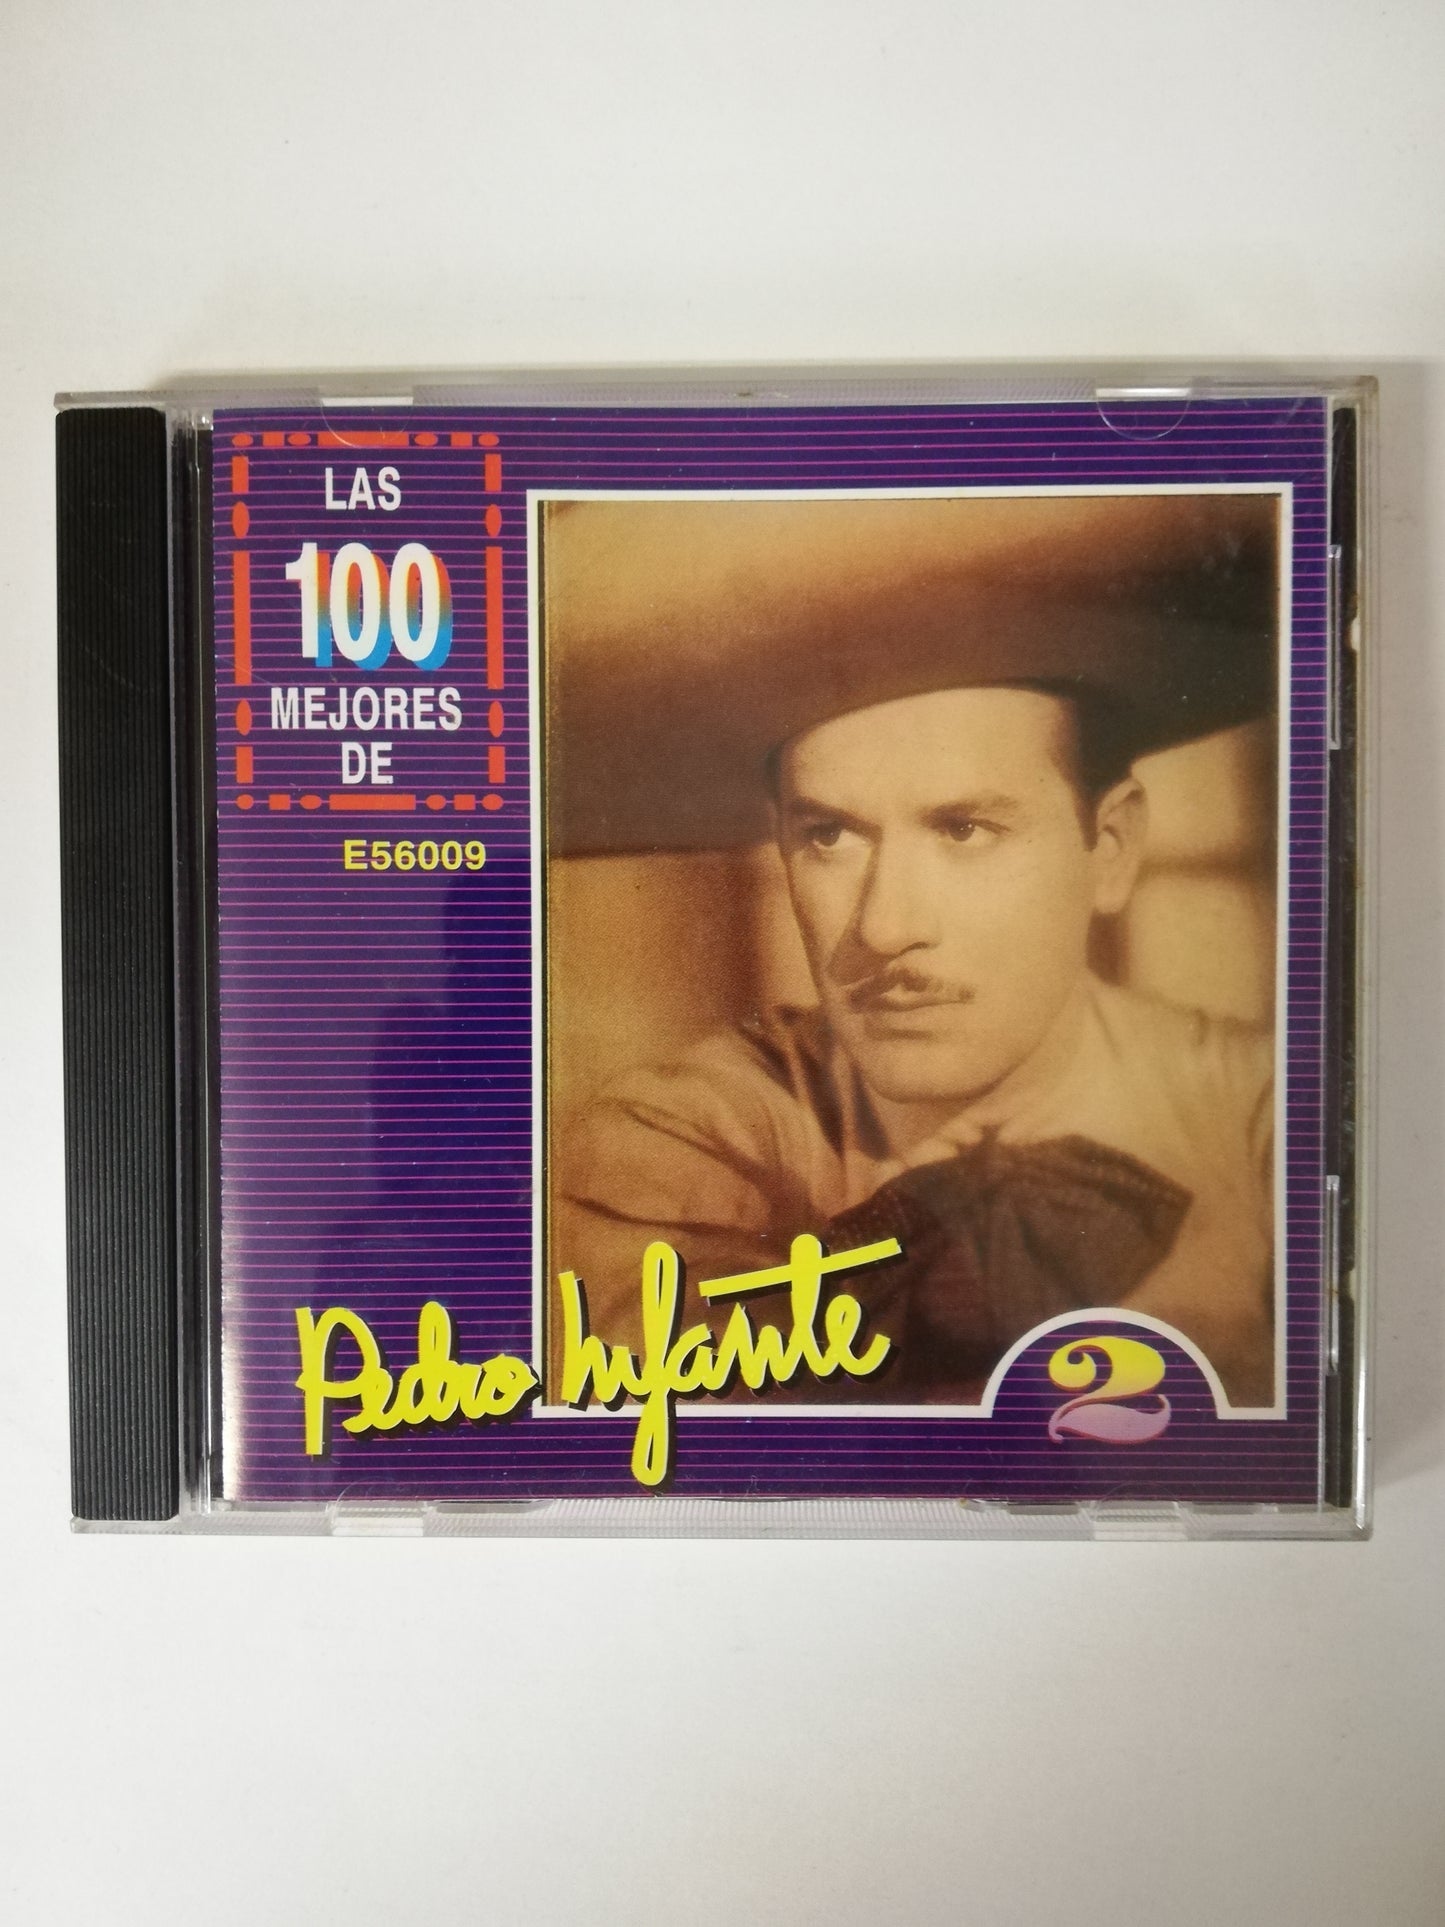 LAS
100
MEJORES
DE
E56009
Pedro Infante
2